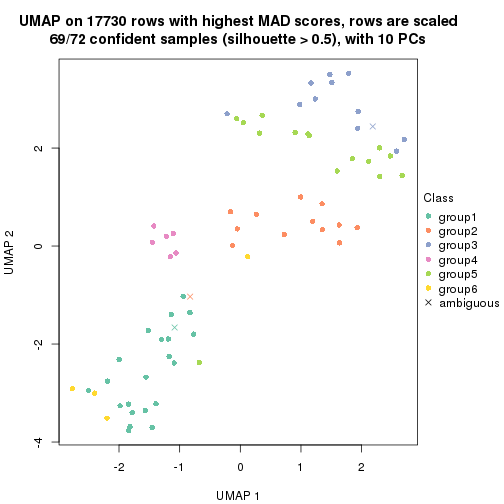 UMAP on 17730 rows with highest MAD scores, rows are scaled
69/72 confident samples (silhouette > 0.5), with 10 PCs
Class
group1
group2
group3
group4
group5
group6
ambiguous
UMAP 2
2
0
-2
-4
-2
-1
0
1
2
UMAP 1